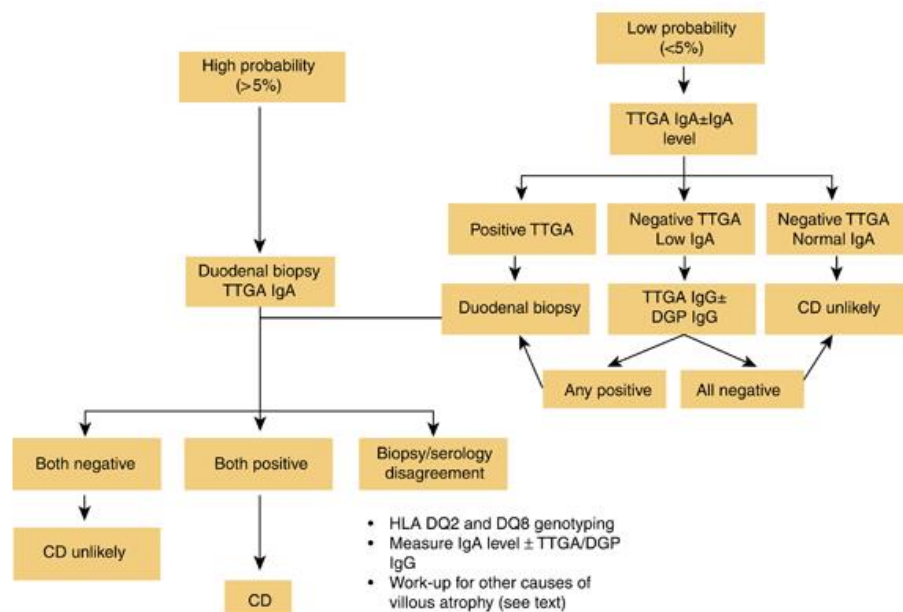 Low probability
(<5%)
High probability
(>5%)
TTGA IgA±IgA
level
Positive TTGA
Negative TTGA
Low IgA
Negative TTGA
Normal IgA
Duodenal biopsy
TTGA IgA
Duodenal biopsy
TTGA IgG±
DGP IgG
CD unlikely
Any positive
All negative
Both negative
Both positive
Biopsy/serology
disagreement
CD unlikely
CD
• HLA DQ2 and DQ8 genotyping
• Measure IgA level ± TTGA/DGP
IgG
• Work-up for other causes of
villous atrophy (see text)